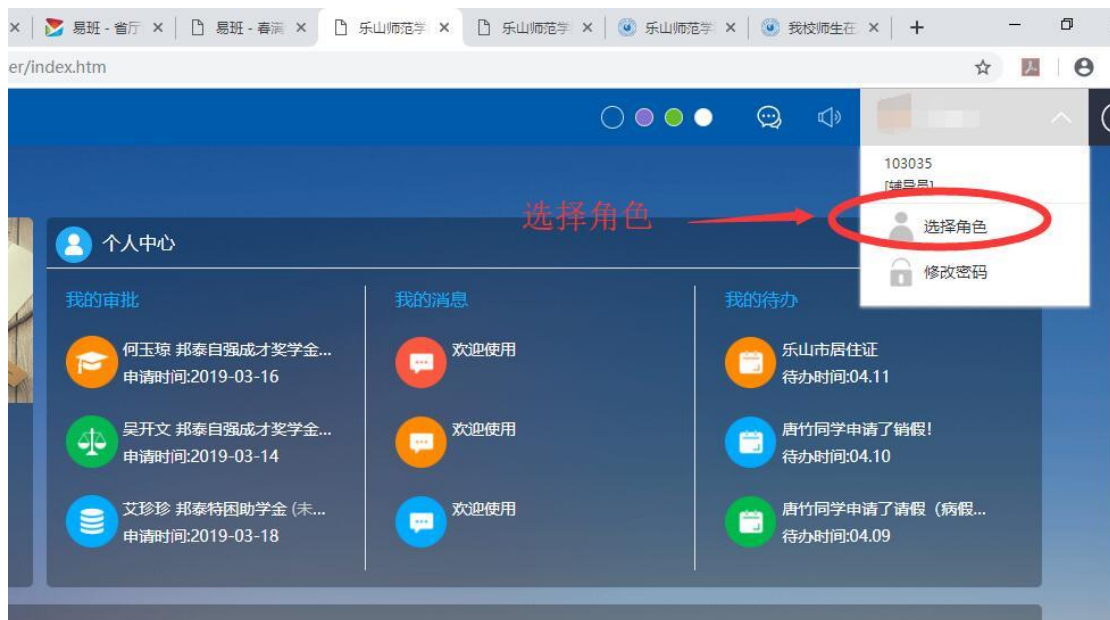 易班 - 省厅
易班 - 春满
乐山师范学
乐山师范学
乐山师范学
我校师生在
er/index.htm
103035
[辅导员]
选择角色
选择角色
修改密码
个人中心
我的审批
何玉琼 邦泰自强成才奖学金...
申请时间:2019-03-16
吴开文 邦泰自强成才奖学金...
申请时间:2019-03-14
艾珍珍 邦泰特困助学金 (未...
申请时间:2019-03-18
我的消息
欢迎使用
欢迎使用
欢迎使用
我的待办
乐山市居住证
待办时间:04.11
唐竹同学申请了销假!
待办时间:04.10
唐竹同学申请了请假（病假...
待办时间:04.09